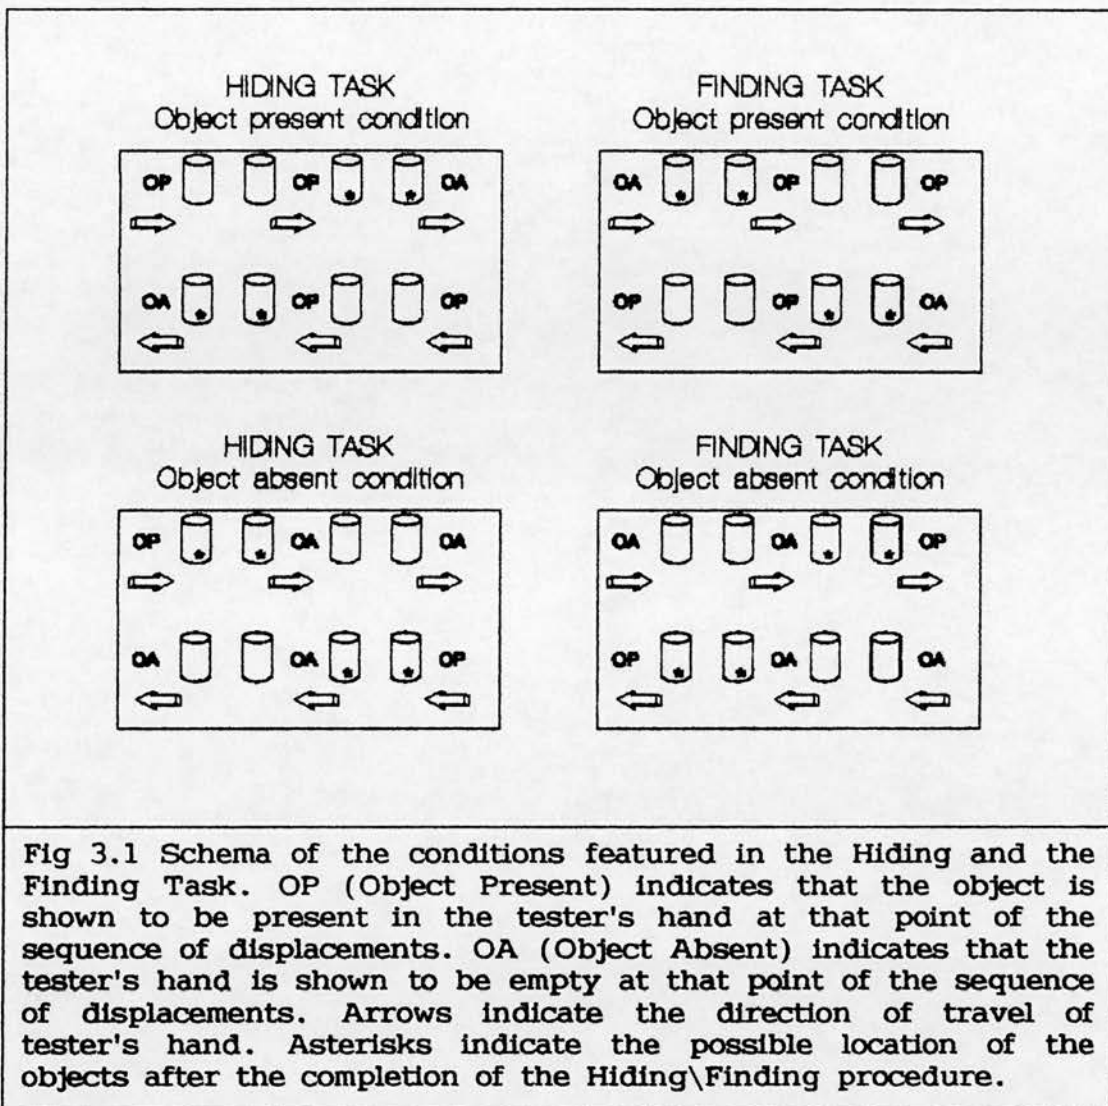 HIDING TASK
Object present condition
OP OP * * OA
OA * * OP OP
FINDING TASK
Object present condition
OA * * OP OP
OP OP * * OA
HIDING TASK
Object absent condition
OP * * OA OA
OA OA * * OP
FINDING TASK
Object absent condition
OA OA * * OP
OP * * OA OA
Fig 3.1 Schema of the conditions featured in the Hiding and the
Finding Task. OP (Object Present) indicates that the object is
shown to be present in the tester's hand at that point of the
sequence of displacements. OA (Object Absent) indicates that the
tester's hand is shown to be empty at that point of the sequence
of displacements. Arrows indicate the direction of travel of
tester's hand. Asterisks indicate the possible location of the
objects after the completion of the Hiding\Finding procedure.